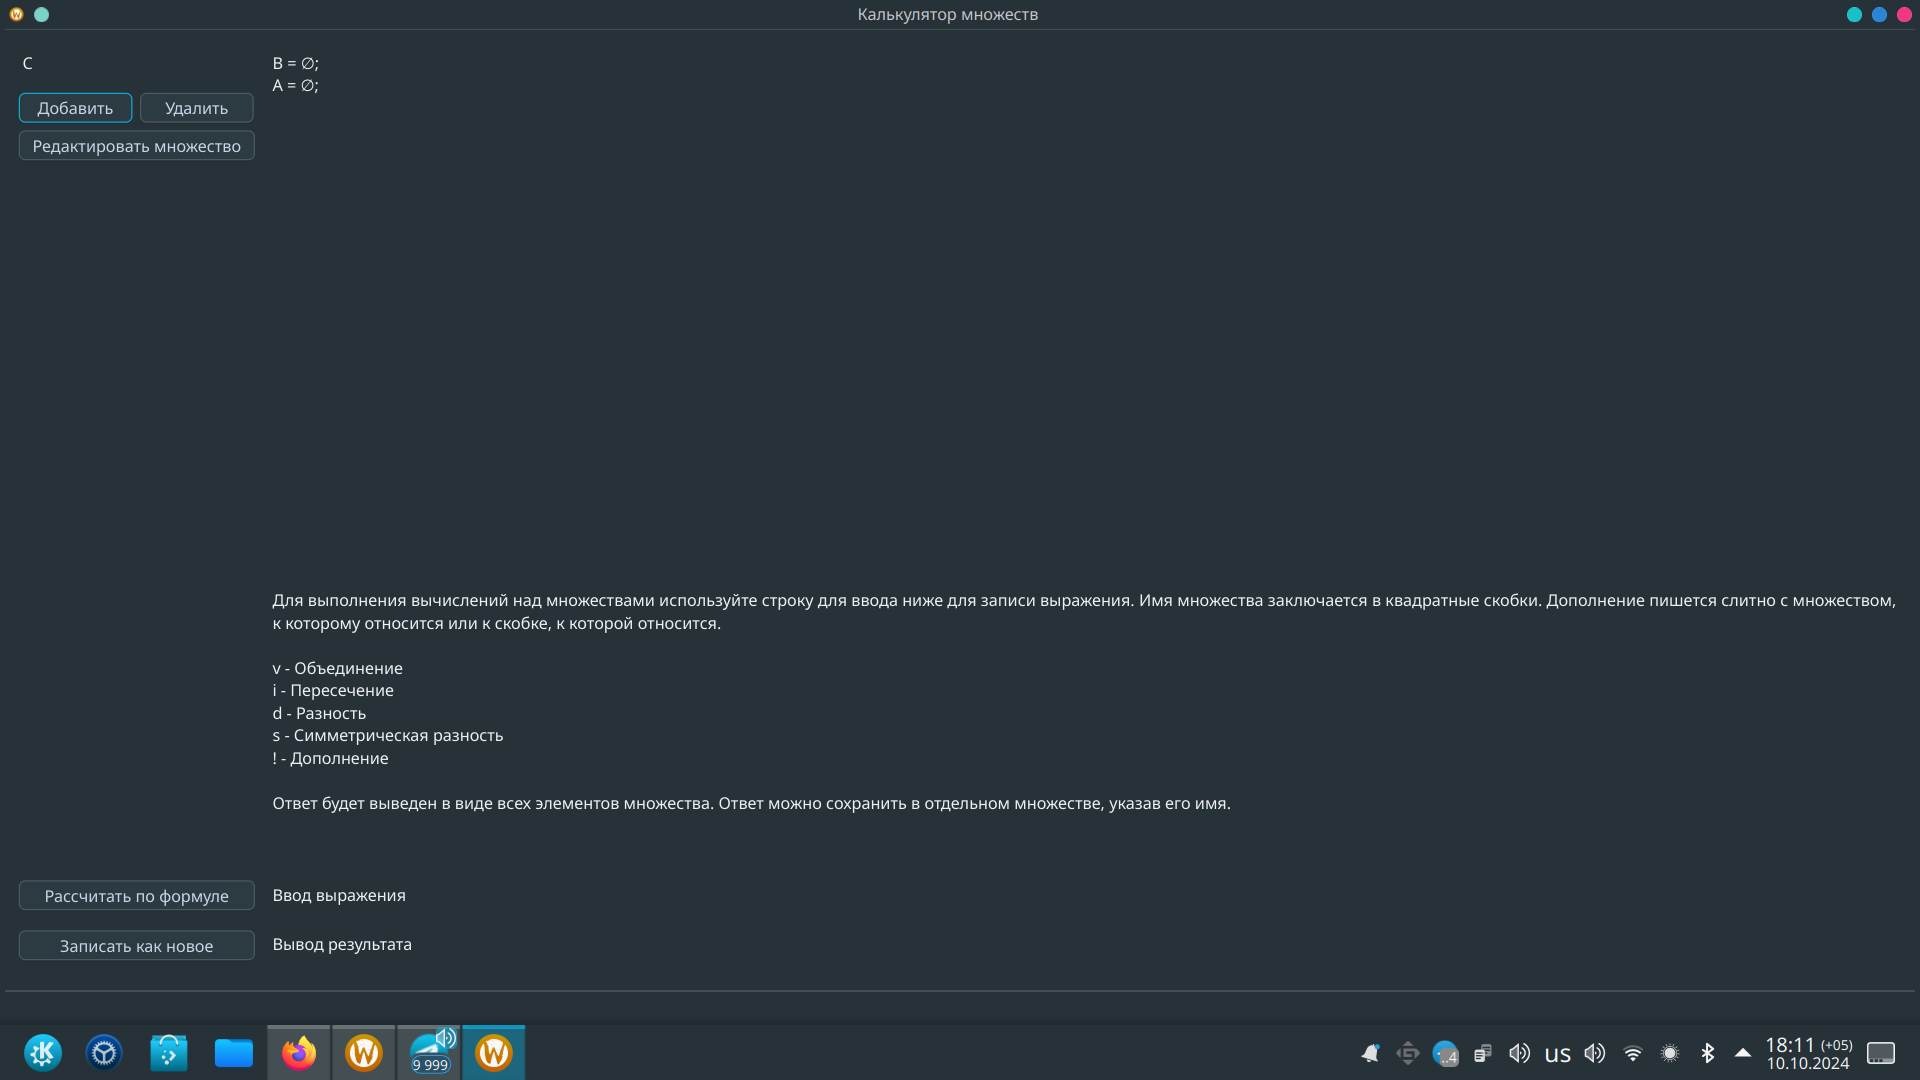 Калькулятор множеств
C
B = ∅;
A = ∅;
Добавить
Удалить
Редактировать множество
Для выполнения вычислений над множествами используйте строку для ввода ниже для записи выражения. Имя множества заключается в квадратные скобки. Дополнение пишется слитно с множеством,
к которому относится или к скобке, к которой относится.
v - Объединение
i - Пересечение
d - Разность
s - Симметрическая разность
! - Дополнение
Ответ будет выведен в виде всех элементов множества. Ответ можно сохранить в отдельном множестве, указав его имя.
Рассчитать по формуле
Ввод выражения
Записать как новое
Вывод результата
9 999
..4
us
18:11 (+05)
10.10.2024